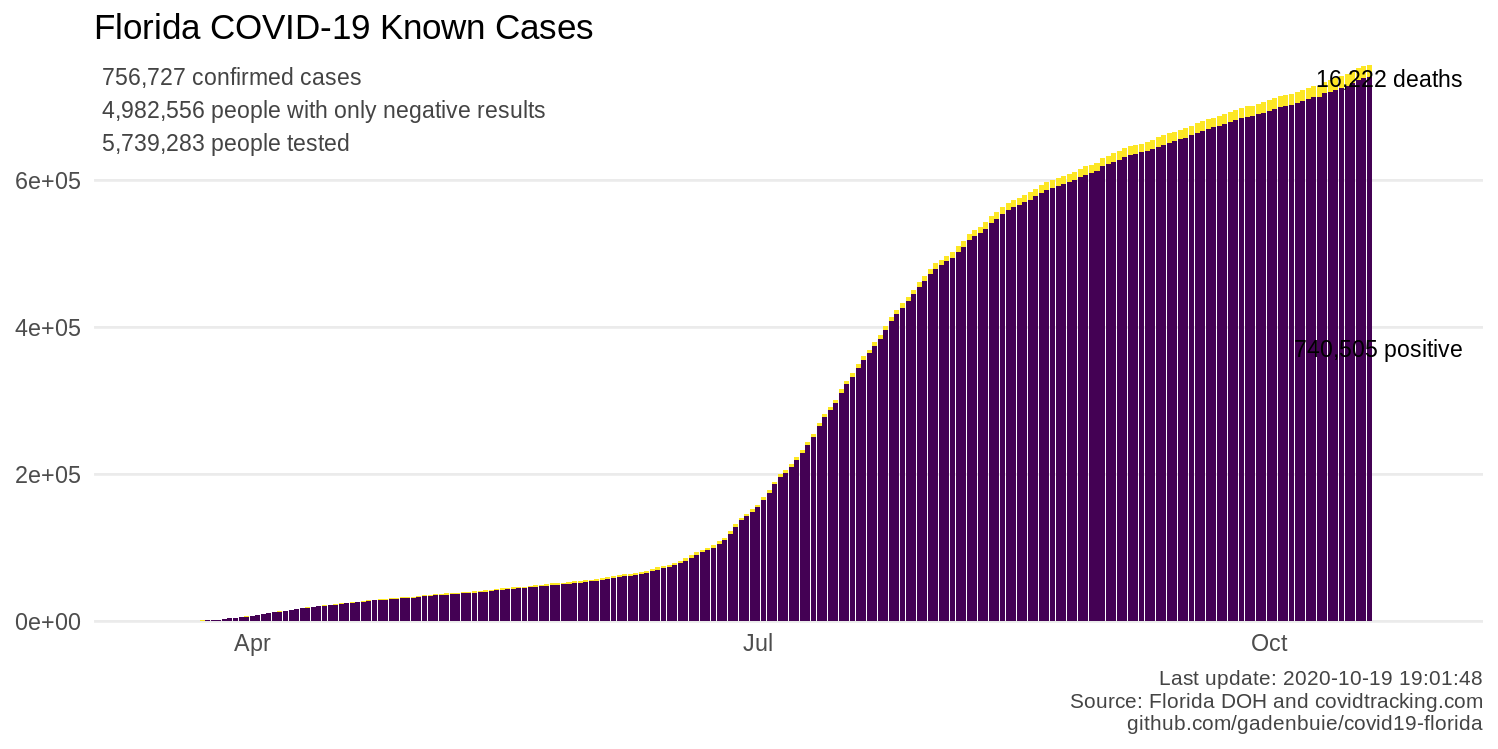 Florida COVID-19 Known Cases
756,727 confirmed cases
4,982,556 people with only negative results
5,739,283 people tested
16,222 deaths
6e+05
4e+05
740,505 positive
2e+05
0e+00
Apr
Jul
Oct
Last update: 2020-10-19 19:01:48
Source: Florida DOH and covidtracking.com
github.com/gadenbuie/covid19-florida